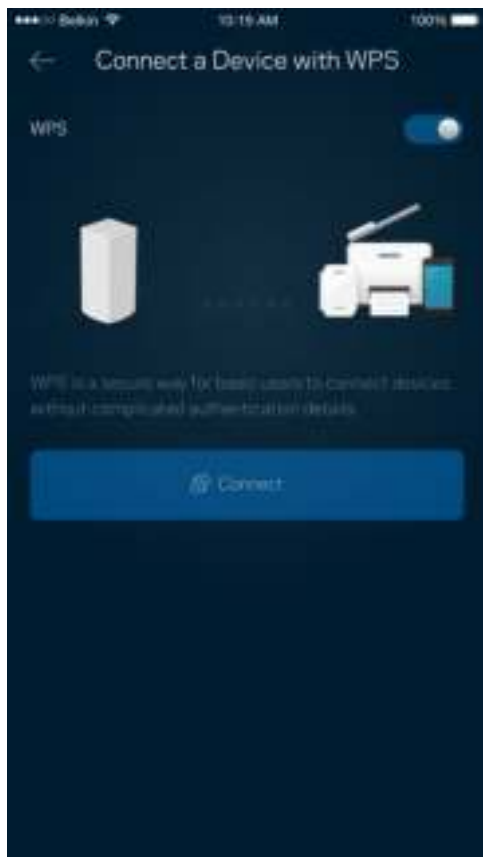 Belkin 10:19 AM 100%
Connect a Device with WPS
WPS
WPS is a secure way for basic users to connect devices
without complicated authentication details.
Connect